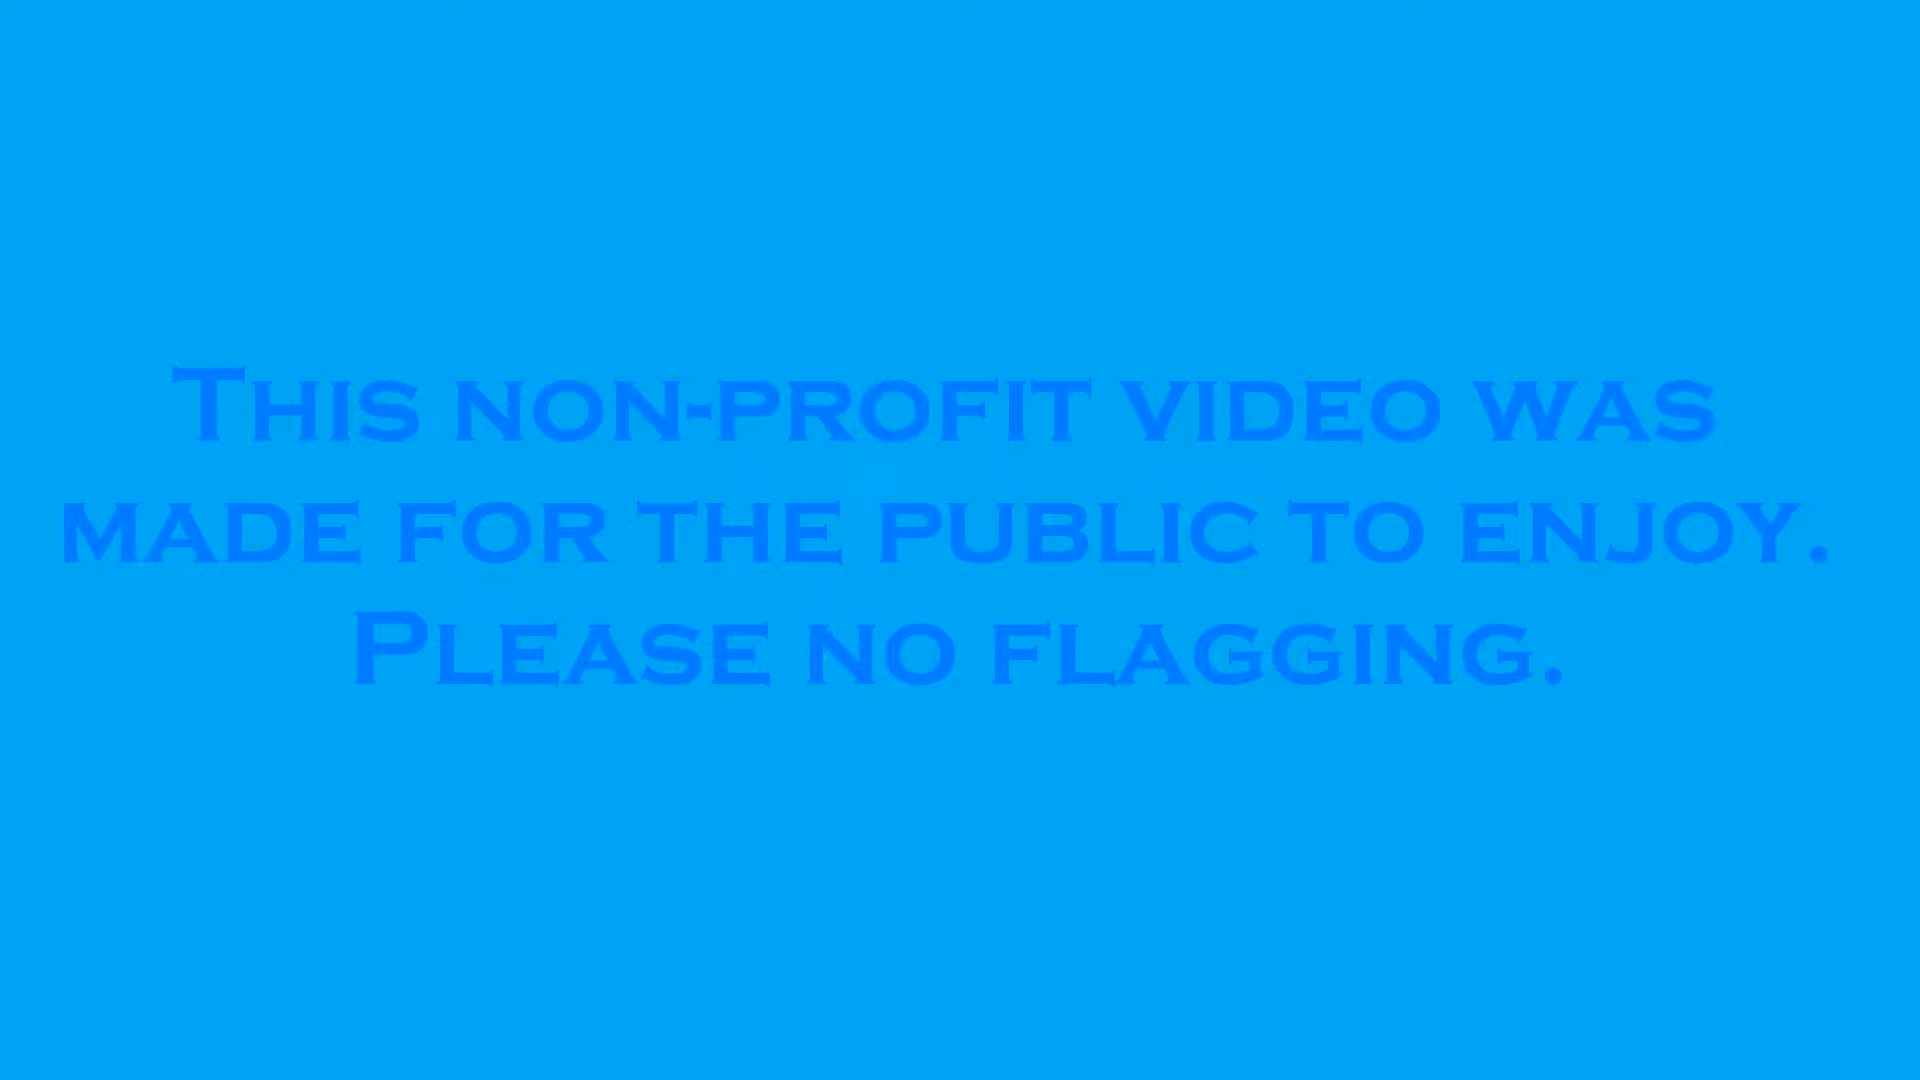 This non-profit video was
made for the public to enjoy.
Please no flagging.